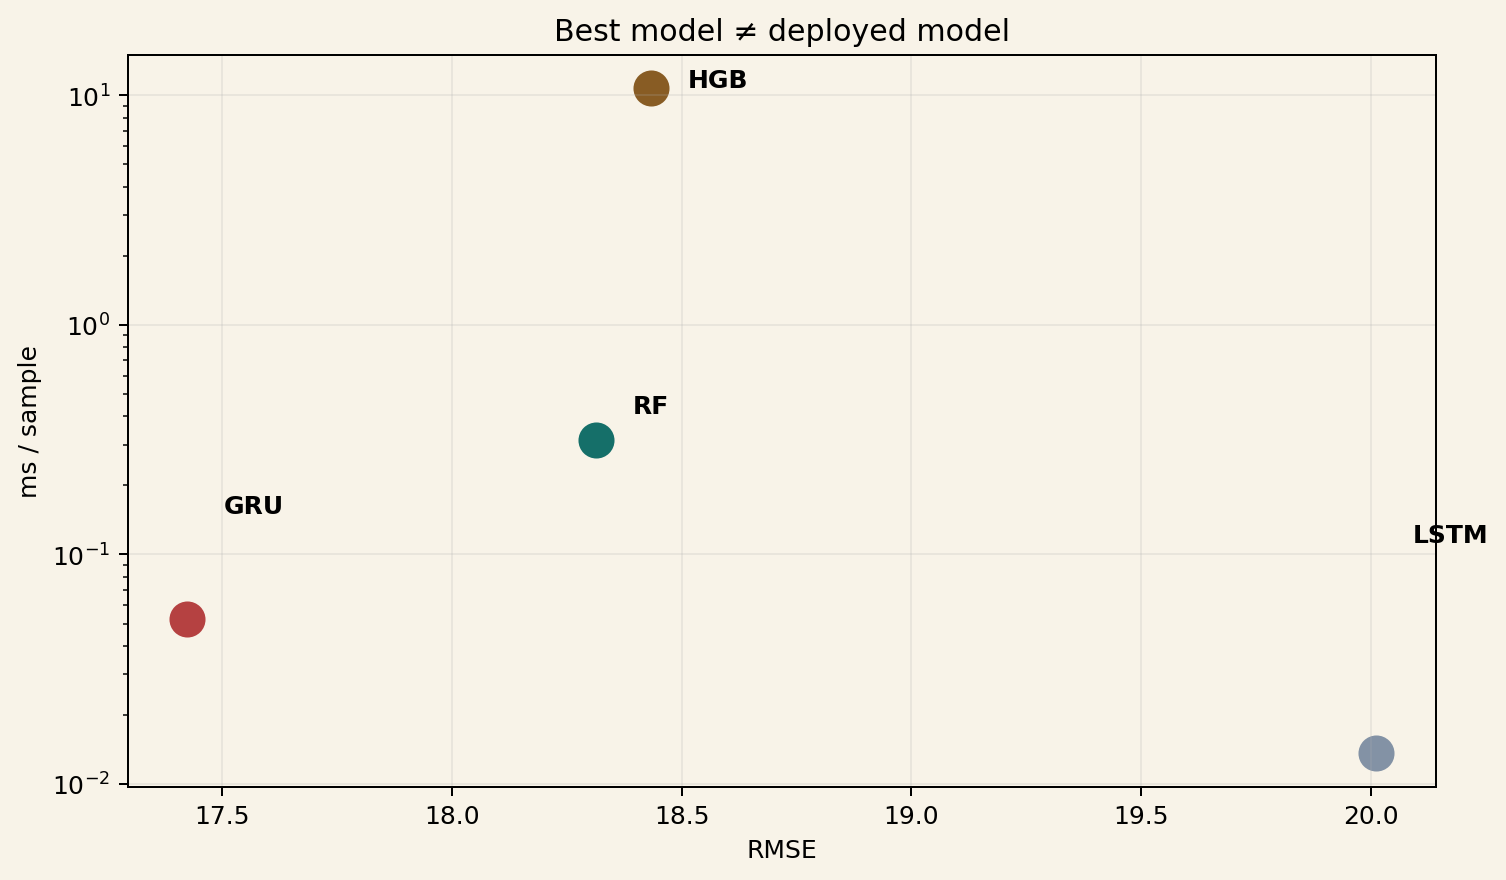 Best model ≠ deployed model
HGB
10¹
10⁰
RF
GRU
LSTM
10⁻¹
10⁻²
ms / sample
17.5 18.0 18.5 19.0 19.5 20.0
RMSE